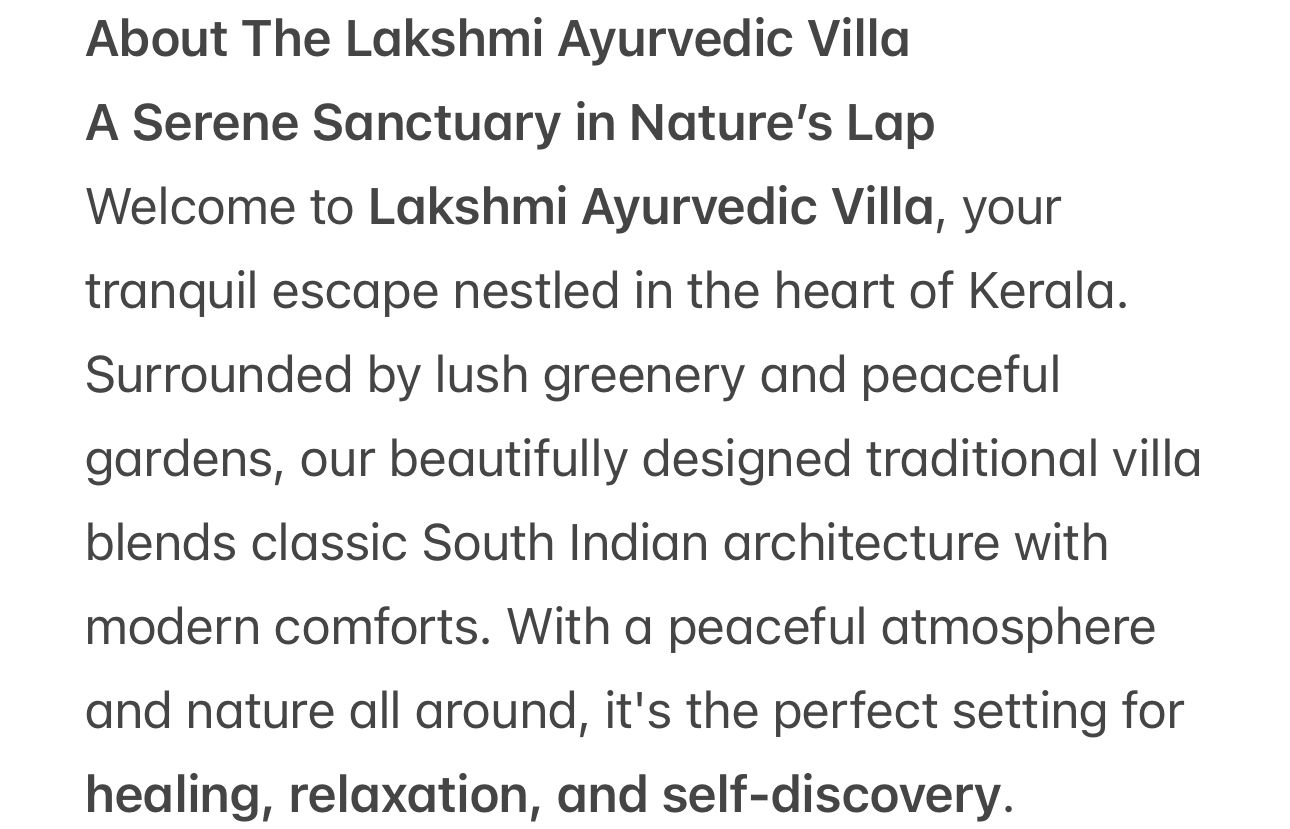 About The Lakshmi Ayurvedic Villa
A Serene Sanctuary in Nature’s Lap
Welcome to Lakshmi Ayurvedic Villa, your
tranquil escape nestled in the heart of Kerala.
Surrounded by lush greenery and peaceful
gardens, our beautifully designed traditional villa
blends classic South Indian architecture with
modern comforts. With a peaceful atmosphere
and nature all around, it's the perfect setting for
healing, relaxation, and self-discovery.